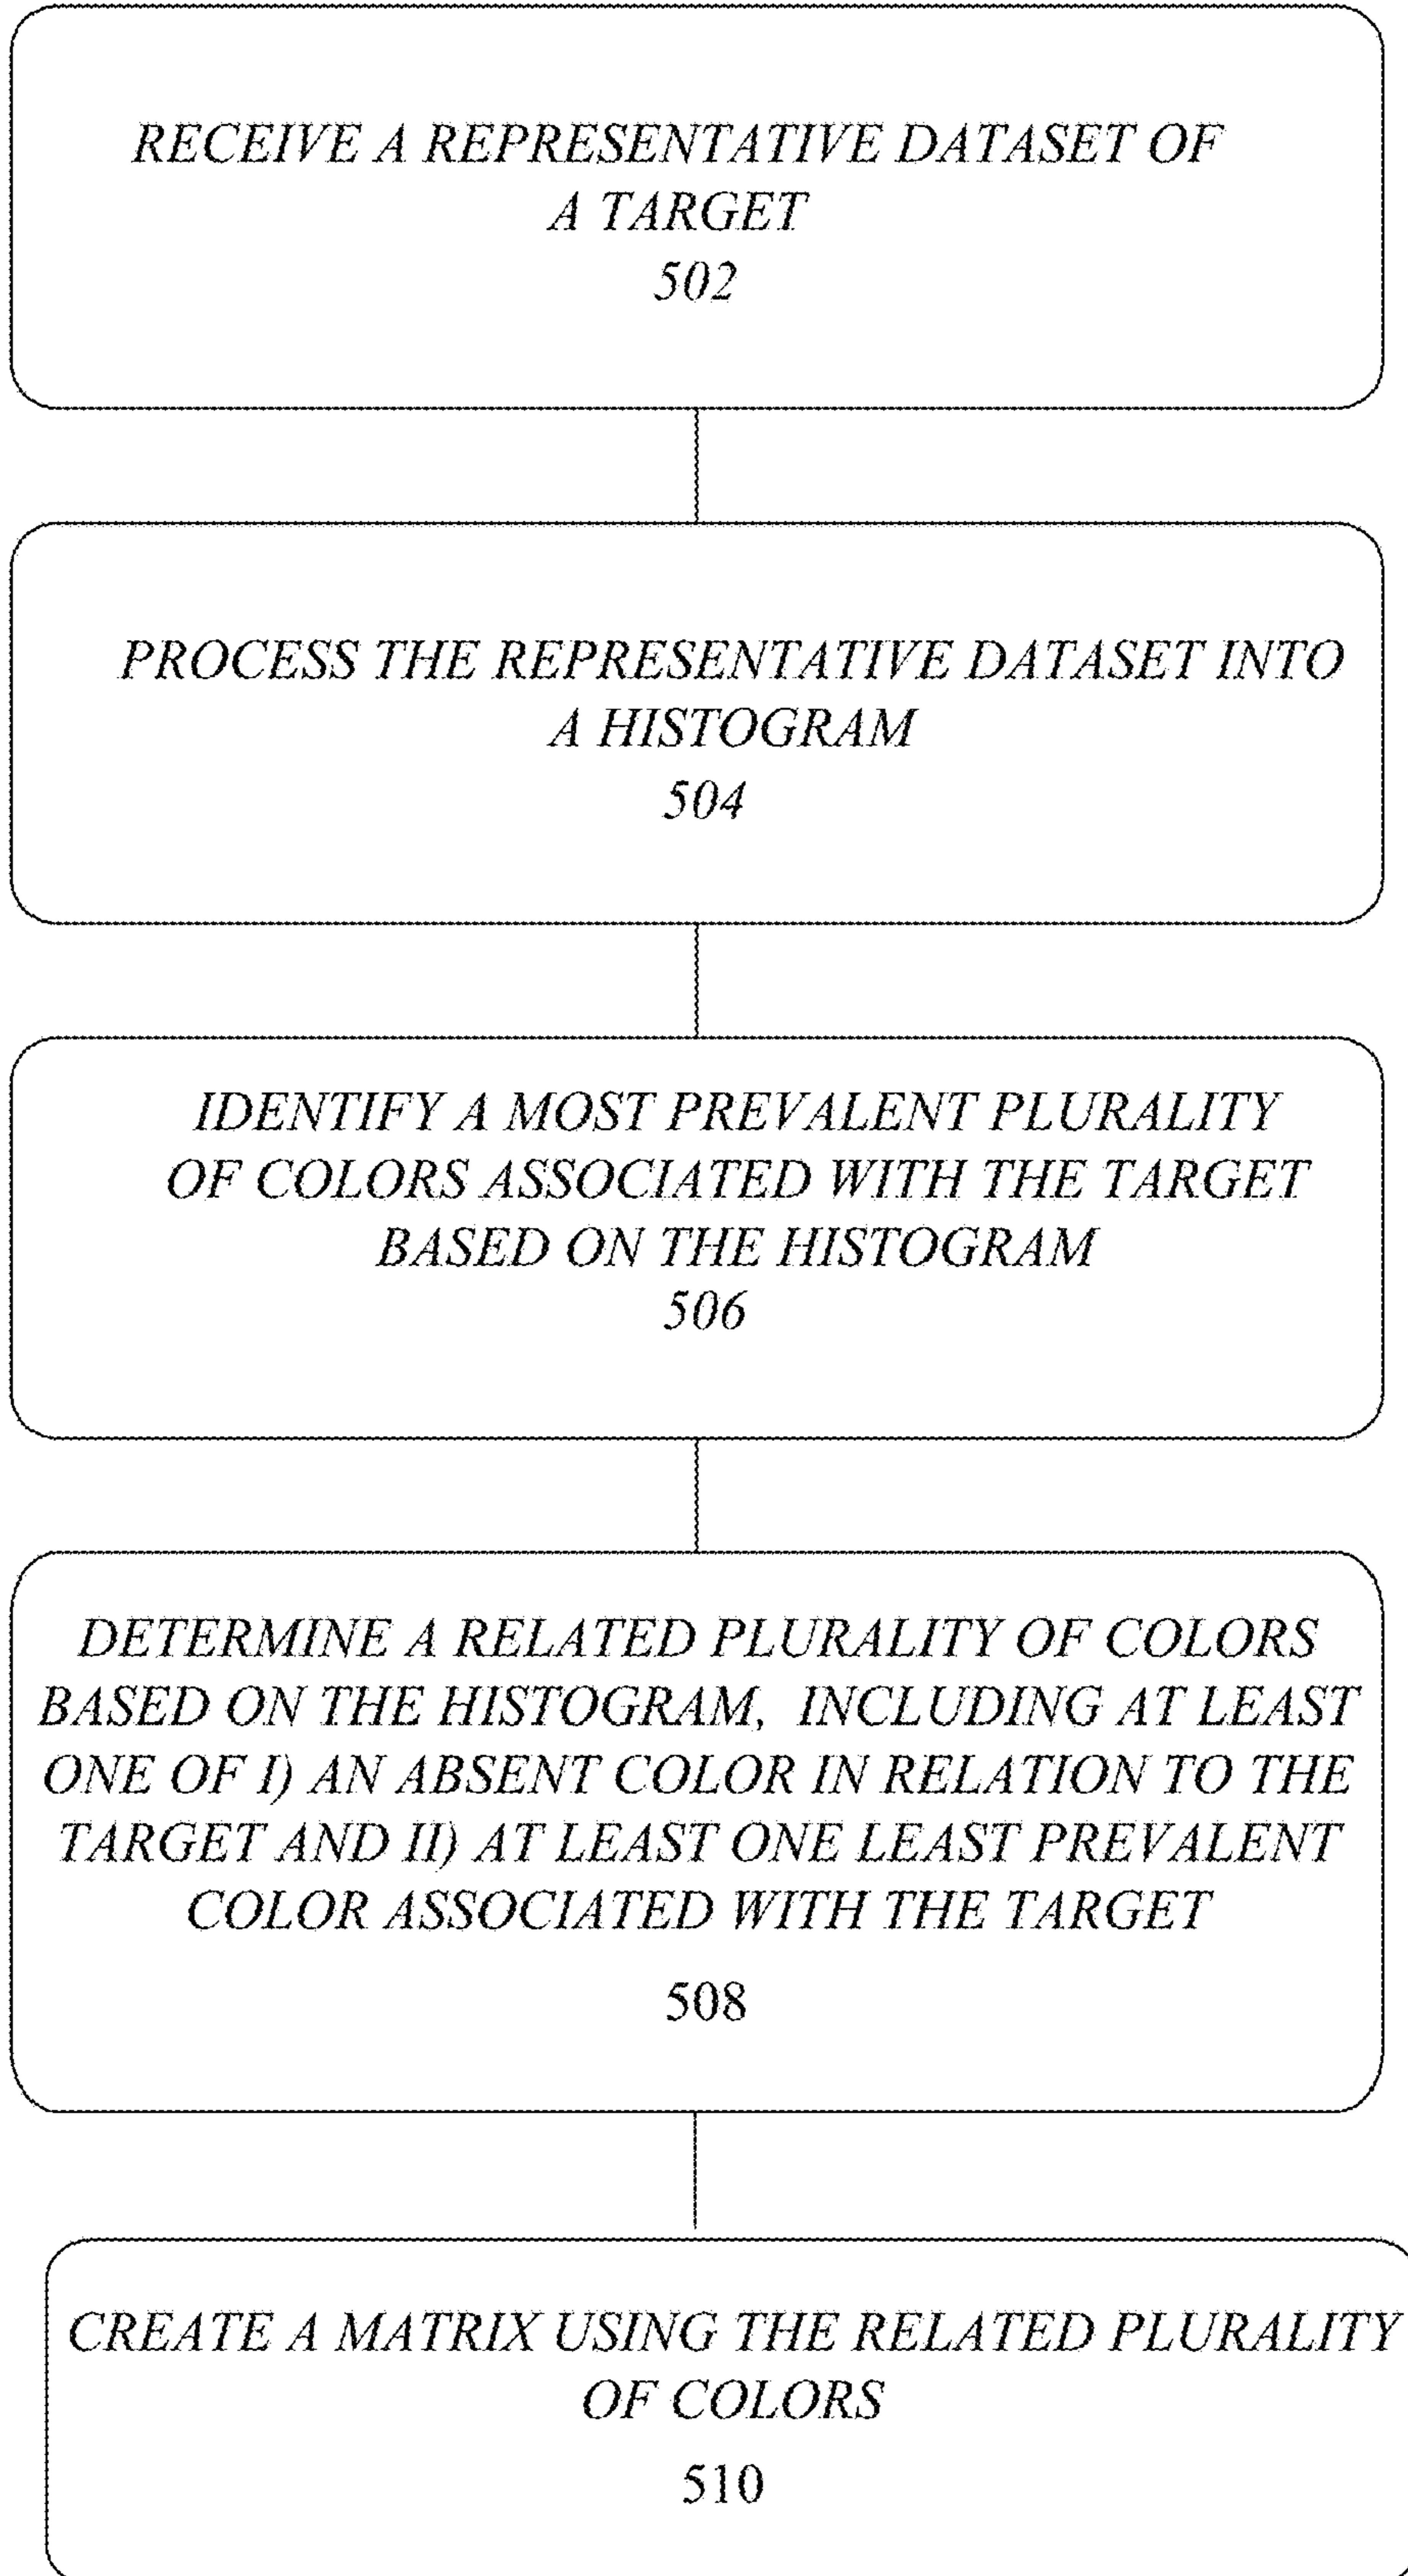 RECEIVE A REPRESENTATIVE DATASET OF
A TARGET
502
PROCESS THE REPRESENTATIVE DATASET INTO
A HISTOGRAM
504
IDENTIFY A MOST PREVALENT PLURALITY
OF COLORS ASSOCIATED WITH THE TARGET
BASED ON THE HISTOGRAM
506
DETERMINE A RELATED PLURALITY OF COLORS
BASED ON THE HISTOGRAM, INCLUDING AT LEAST
ONE OF I) AN ABSENT COLOR IN RELATION TO THE
TARGET AND II) AT LEAST ONE LEAST PREVALENT
COLOR ASSOCIATED WITH THE TARGET
508
CREATE A MATRIX USING THE RELATED PLURALITY
OF COLORS
510